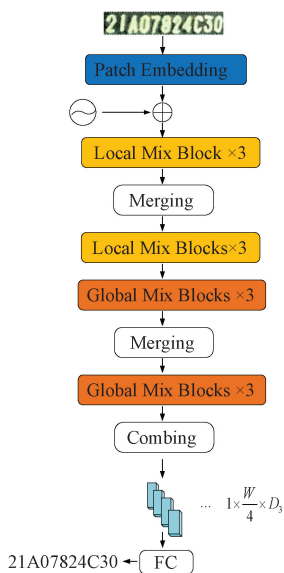 21A07824C30
Patch Embedding
Local Mix Block ×3
Merging
Local Mix Blocks×3
Global Mix Blocks ×3
Merging
Global Mix Blocks ×3
Combing
... 1×W/4×D₃
21A07824C30 FC